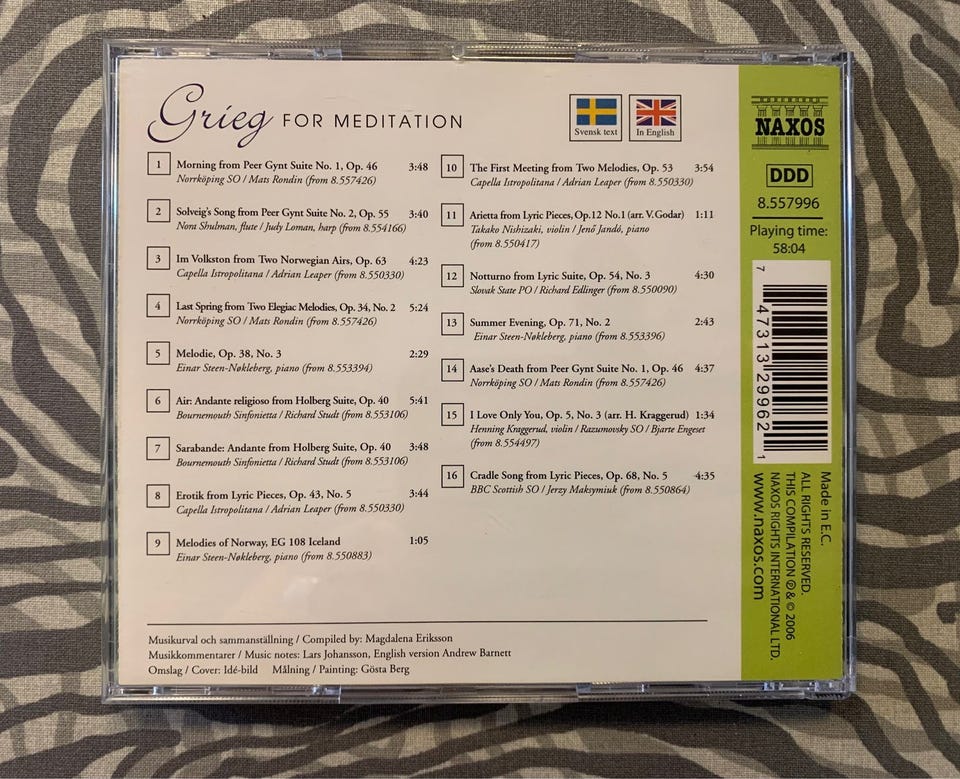 Grieg FOR MEDITATION
Svensk text
In English
1 Morning from Peer Gynt Suite No. 1, Op. 46 3:48
Norrköping SO / Mats Rondin (from 8.557426)
2 Solveig's Song from Peer Gynt Suite No. 2, Op. 55 3:40
Nora Shulman, flute / Judy Loman, harp (from 8.554166)
3 Im Volkston from Two Norwegian Airs, Op. 63 4:23
Capella Istropolitana / Adrian Leaper (from 8.550330)
4 Last Spring from Two Elegiac Melodies, Op. 34, No. 2 5:24
Norrköping SO / Mats Rondin (from 8.557426)
5 Melodie, Op. 38, No. 3 2:29
Einar Steen-Nøkleberg, piano (from 8.553394)
6 Air: Andante religioso from Holberg Suite, Op. 40 5:41
Bournemouth Sinfonietta / Richard Studt (from 8.553106)
7 Sarabande: Andante from Holberg Suite, Op. 40 3:48
Bournemouth Sinfonietta / Richard Studt (from 8.553106)
8 Erotik from Lyric Pieces, Op. 43, No. 5 3:44
Capella Istropolitana / Adrian Leaper (from 8.550330)
9 Melodies of Norway, EG 108 Iceland 1:05
Einar Steen-Nøkleberg, piano (from 8.550883)
10 The First Meeting from Two Melodies, Op. 53 3:54
Capella Istropolitana / Adrian Leaper (from 8.550330)
11 Arietta from Lyric Pieces, Op.12 No.1 (arr. V. Godar) 1:11
Takako Nishizaki, violin / Jenő Jandó, piano
(from 8.550417)
12 Notturno from Lyric Suite, Op. 54, No. 3 4:30
Slovak State PO / Richard Edlinger (from 8.550090)
13 Summer Evening, Op. 71, No. 2 2:43
Einar Steen-Nøkleberg, piano (from 8.553396)
14 Aase's Death from Peer Gynt Suite No. 1, Op. 46 4:37
Norrköping SO / Mats Rondin (from 8.557426)
15 I Love Only You, Op. 5, No. 3 (arr. H. Kraggerud) 1:34
Henning Kraggerud, violin / Razumovsky SO / Bjarte Engeset
(from 8.554497)
16 Cradle Song from Lyric Pieces, Op. 68, No. 5 4:35
BBC Scottish SO / Jerzy Maksymiuk (from 8.550864)
Musikurval och sammanställning / Compiled by: Magdalena Eriksson
Musikkommentarer / Music notes: Lars Johansson, English version Andrew Barnett
Omslag / Cover: Idé-bild Målning / Painting: Gösta Berg
NAXOS
DDD
8.557996
Playing time:
58:04
7 47313 29962 1
Made in E.C.
ALL RIGHTS RESERVED.
THIS COMPILATION ℗ & © 2006
NAXOS RIGHTS INTERNATIONAL LTD.
www.naxos.com